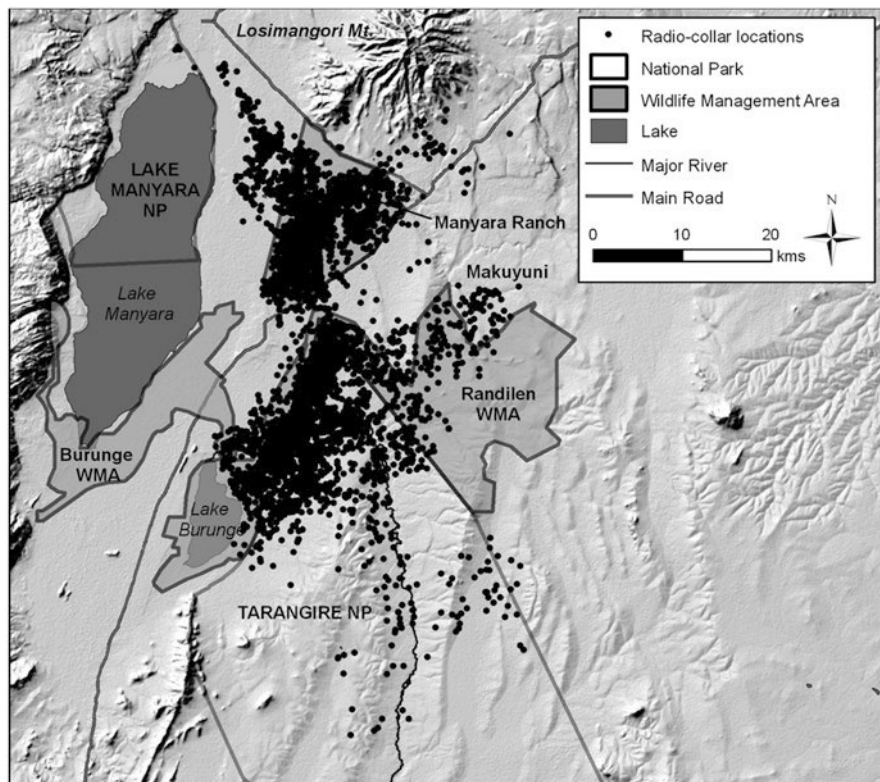 Losimangori Mt.
Radio-collar locations
National Park
Wildlife Management Area
Lake
Major River
Main Road
N
0 10 20
kms
LAKE
MANYARA
NP
Manyara Ranch
Makuyuni
Lake
Manyara
Randilen
WMA
Burunge
WMA
Lake
Burunge
TARANGIRE NP